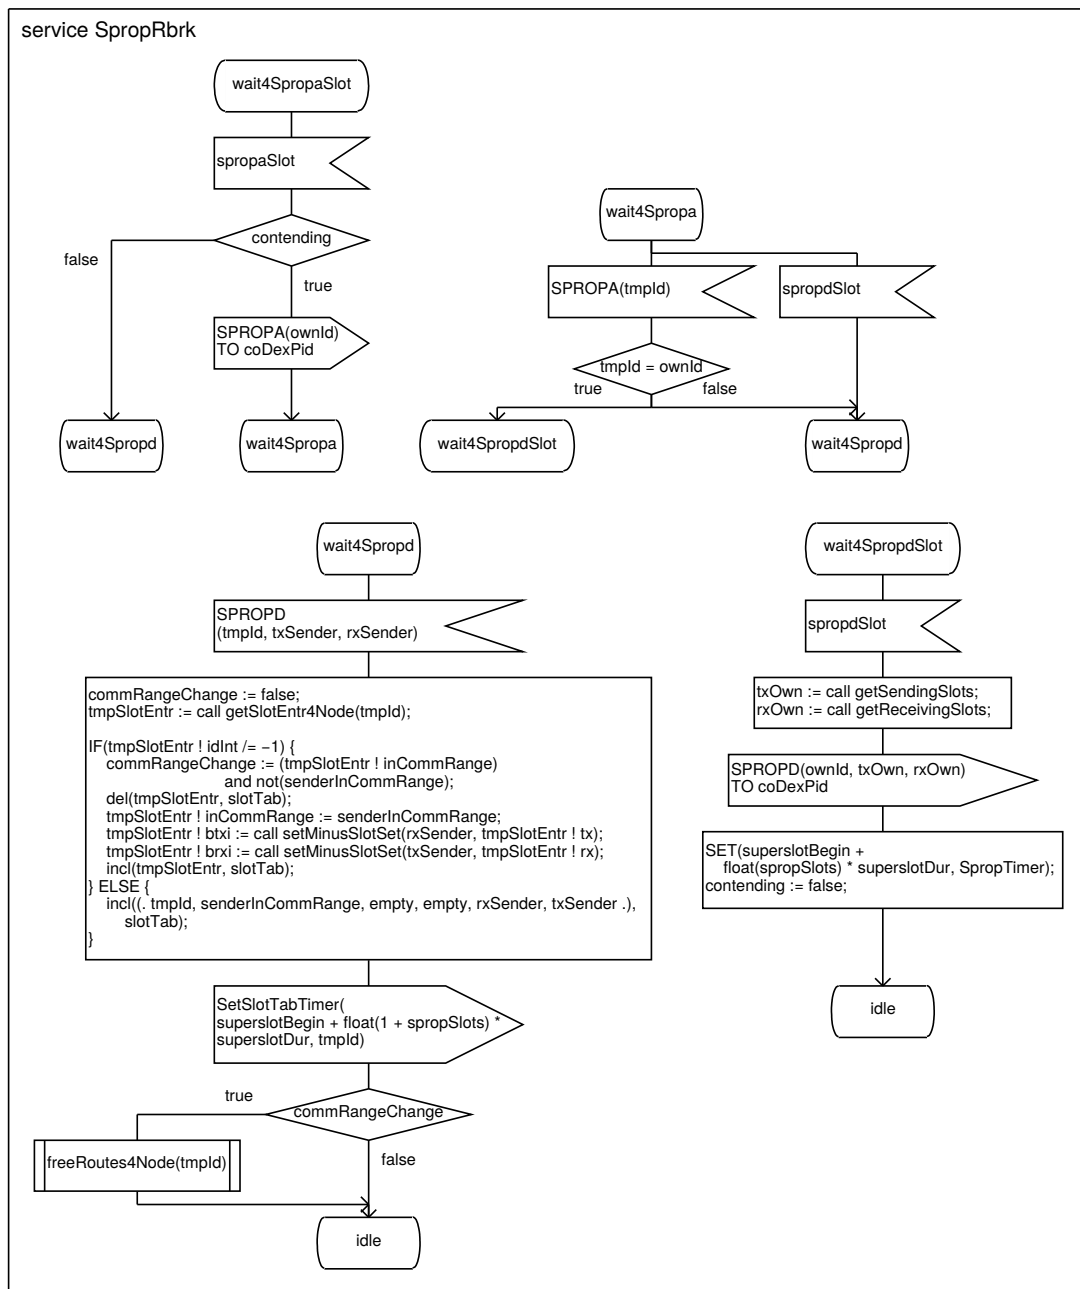 service SpropRbrk
wait4SpropaSlot
spropaSlot
contending
false
true
SPROPA(ownId)
TO coDexPid
wait4Spropd
wait4Spropa
wait4Spropa
SPROPA(tmpId)
spropdSlot
tmpId = ownId
true
false
wait4SpropdSlot
wait4Spropd
wait4Spropd
SPROPD
(tmpId, txSender, rxSender)
commRangeChange := false;
tmpSlotEntr := call getSlotEntr4Node(tmpId);
IF(tmpSlotEntr ! idInt /= −1) {
commRangeChange := (tmpSlotEntr ! inCommRange)
and not(senderInCommRange);
del(tmpSlotEntr, slotTab);
tmpSlotEntr ! inCommRange := senderInCommRange;
tmpSlotEntr ! btxi := call setMinusSlotSet(rxSender, tmpSlotEntr ! tx);
tmpSlotEntr ! brxi := call setMinusSlotSet(txSender, tmpSlotEntr ! rx);
incl(tmpSlotEntr, slotTab);
} ELSE {
incl((. tmpId, senderInCommRange, empty, empty, rxSender, txSender .),
slotTab);
}
SetSlotTabTimer(
superslotBegin + float(1 + spropSlots) *
superslotDur, tmpId)
commRangeChange
true
false
freeRoutes4Node(tmpId)
idle
wait4SpropdSlot
spropdSlot
txOwn := call getSendingSlots;
rxOwn := call getReceivingSlots;
SPROPD(ownId, txOwn, rxOwn)
TO coDexPid
SET(superslotBegin +
float(spropSlots) * superslotDur, SpropTimer);
contending := false;
idle